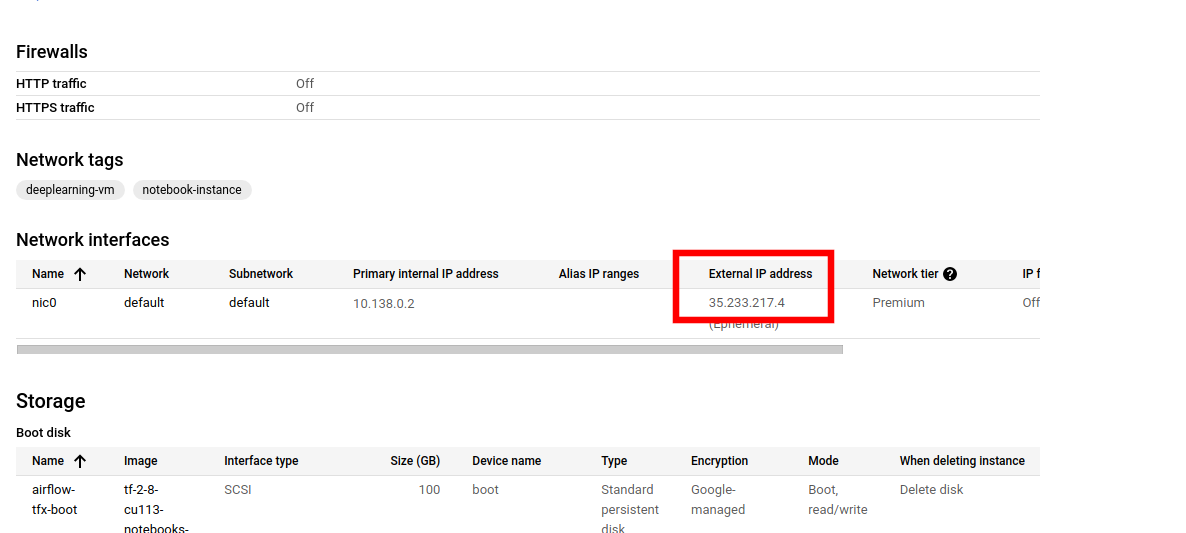 Firewalls
HTTP traffic Off
HTTPS traffic Off
Network tags
deeplearning-vm notebook-instance
Network interfaces
Name Network Subnetwork Primary internal IP address Alias IP ranges External IP address Network tier ? IP f
nic0 default default 10.138.0.2 35.233.217.4 Premium Off
(Ephemeral)
Storage
Boot disk
Name Image Interface type Size (GB) Device name Type Encryption Mode When deleting instance
airflow- tf-2-8- SCSI 100 boot Standard Google- Boot, Delete disk
tfx-boot cu113- persistent managed read/write
notebooks- disk